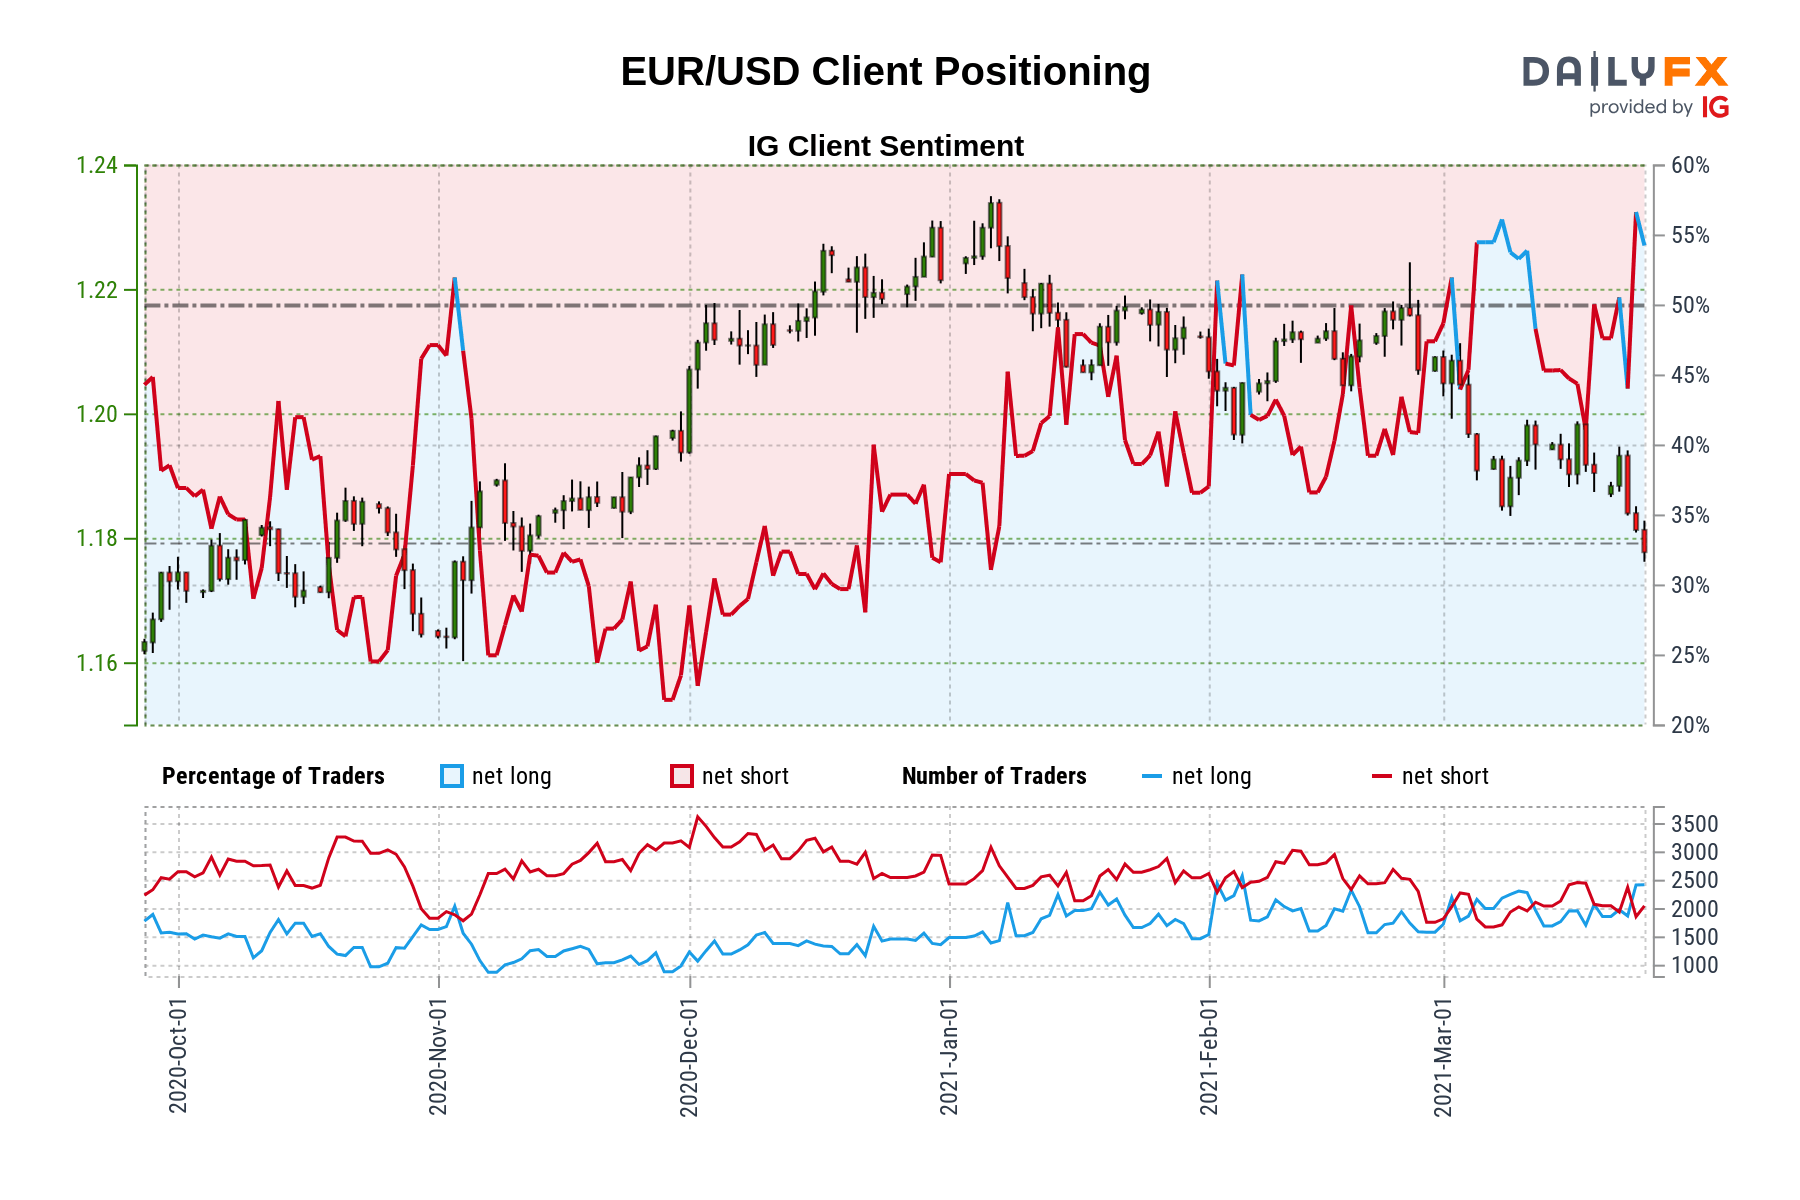 EUR/USD Client Positioning
DAILYFX
provided by IG
IG Client Sentiment
1.24
1.22
1.20
1.18
1.16
60%
55%
50%
45%
40%
35%
30%
25%
20%
Percentage of Traders net long net short Number of Traders net long net short
3500
3000
2500
2000
1500
1000
2020-Oct-01
2020-Nov-01
2020-Dec-01
2021-Jan-01
2021-Feb-01
2021-Mar-01